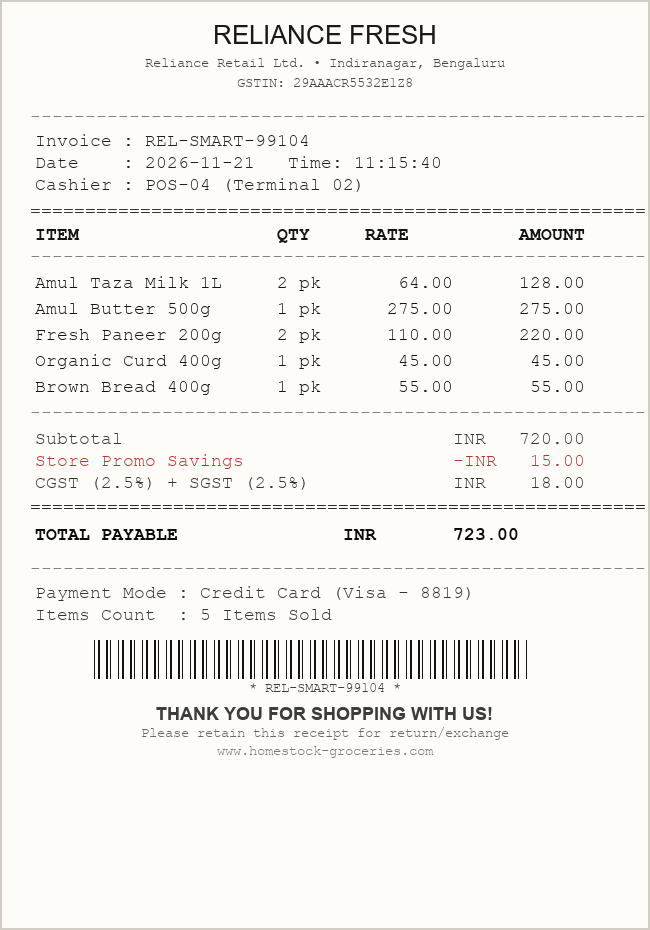 RELIANCE FRESH
Reliance Retail Ltd. • Indiranagar, Bengaluru
GSTIN: 29AAACR5532E1Z8
Invoice : REL-SMART-99104
Date    : 2026-11-21   Time: 11:15:40
Cashier : POS-04 (Terminal 02)
ITEM QTY RATE AMOUNT
Amul Taza Milk 1L 2 pk 64.00 128.00
Amul Butter 500g 1 pk 275.00 275.00
Fresh Paneer 200g 2 pk 110.00 220.00
Organic Curd 400g 1 pk 45.00 45.00
Brown Bread 400g 1 pk 55.00 55.00
Subtotal INR 720.00
Store Promo Savings -INR 15.00
CGST (2.5%) + SGST (2.5%) INR 18.00
TOTAL PAYABLE INR 723.00
Payment Mode : Credit Card (Visa - 8819)
Items Count  : 5 Items Sold
* REL-SMART-99104 *
THANK YOU FOR SHOPPING WITH US!
Please retain this receipt for return/exchange
www.homestock-groceries.com